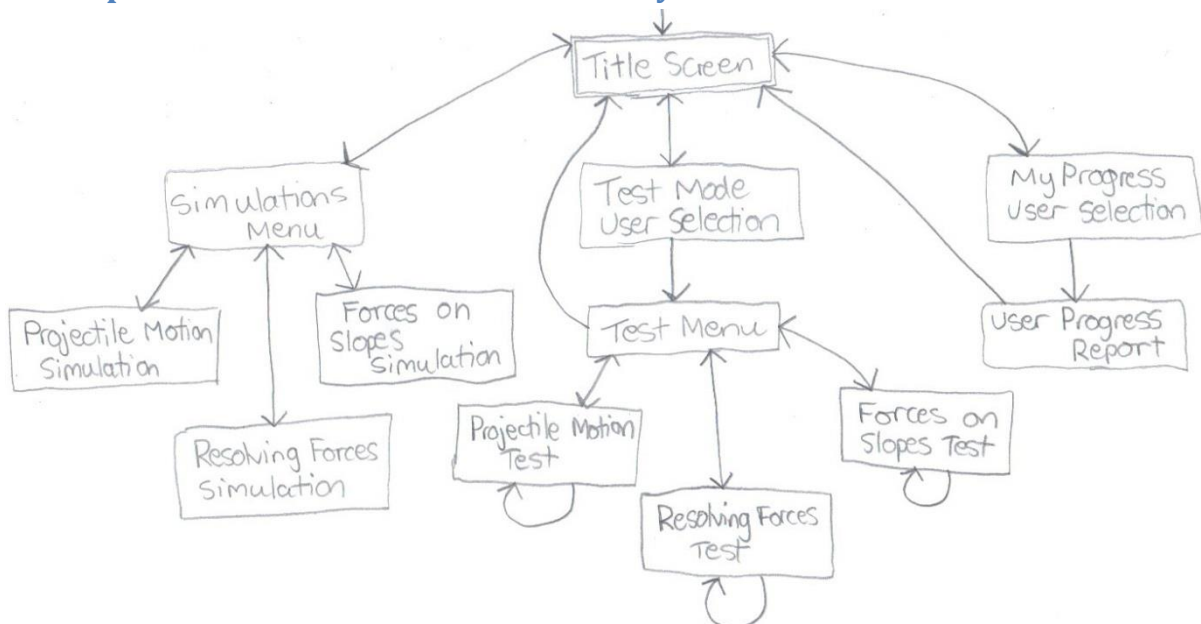 Title Screen
Simulations
Menu
Test Mode
User Selection
My Progress
User Selection
Projectile Motion
Simulation
Forces on
Slopes
Simulation
Test Menu
User Progress
Report
Resolving Forces
Simulation
Projectile Motion
Test
Forces on
Slopes Test
Resolving Forces
Test